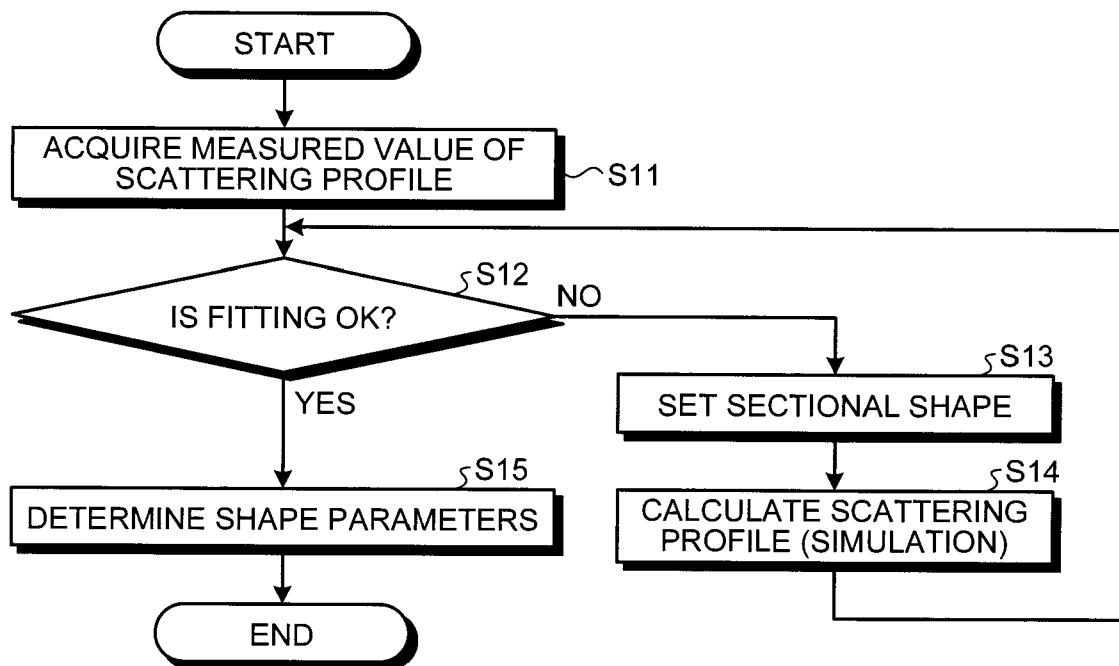 START
ACQUIRE MEASURED VALUE OF
SCATTERING PROFILE
S11
S12
IS FITTING OK?
NO
YES
S13
SET SECTIONAL SHAPE
S14
CALCULATE SCATTERING
PROFILE (SIMULATION)
S15
DETERMINE SHAPE PARAMETERS
END